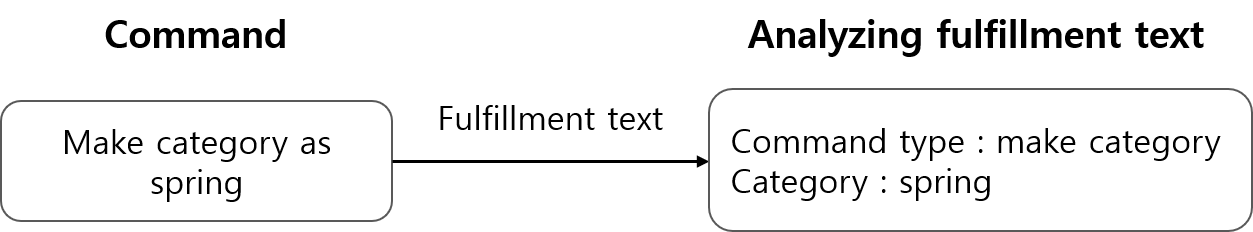 Command
Analyzing fulfillment text
Make category as
spring
Fulfillment text
Command type : make category
Category : spring